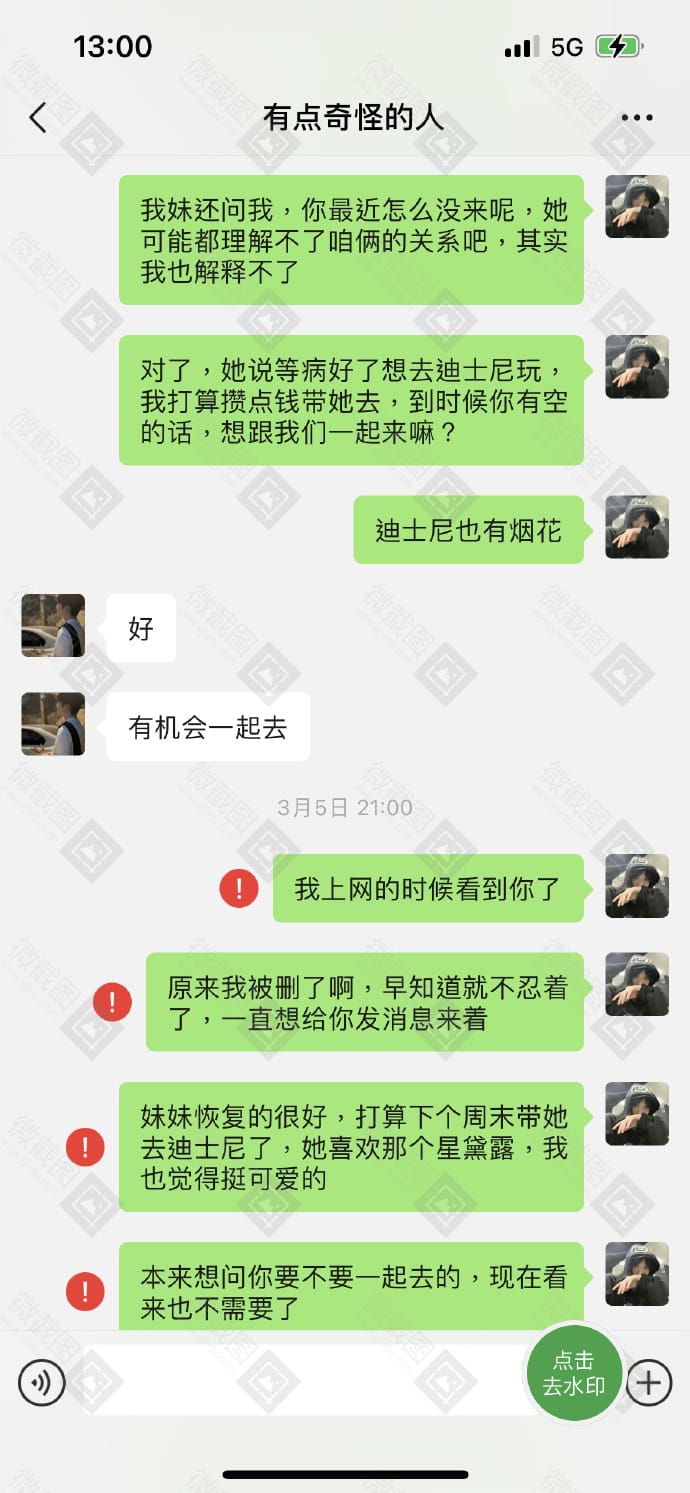 13:00
5G
有点奇怪的人
我妹还问我，你最近怎么没来呢，她
可能都理解不了咱俩的关系吧，其实
我也解释不了
对了，她说等病好了想去迪士尼玩，
我打算攒点钱带她去，到时候你有空
的话，想跟我们一起来嘛？
迪士尼也有烟花
好
有机会一起去
3月5日 21:00
我上网的时候看到你了
原来我被删了啊，早知道就不忍着
了，一直想给你发消息来着
妹妹恢复的很好，打算下个周末带她
去迪士尼了，她喜欢那个星黛露，我
也觉得挺可爱的
本来想问你要不要一起去的，现在看
来也不需要了
点击
去水印
微截图